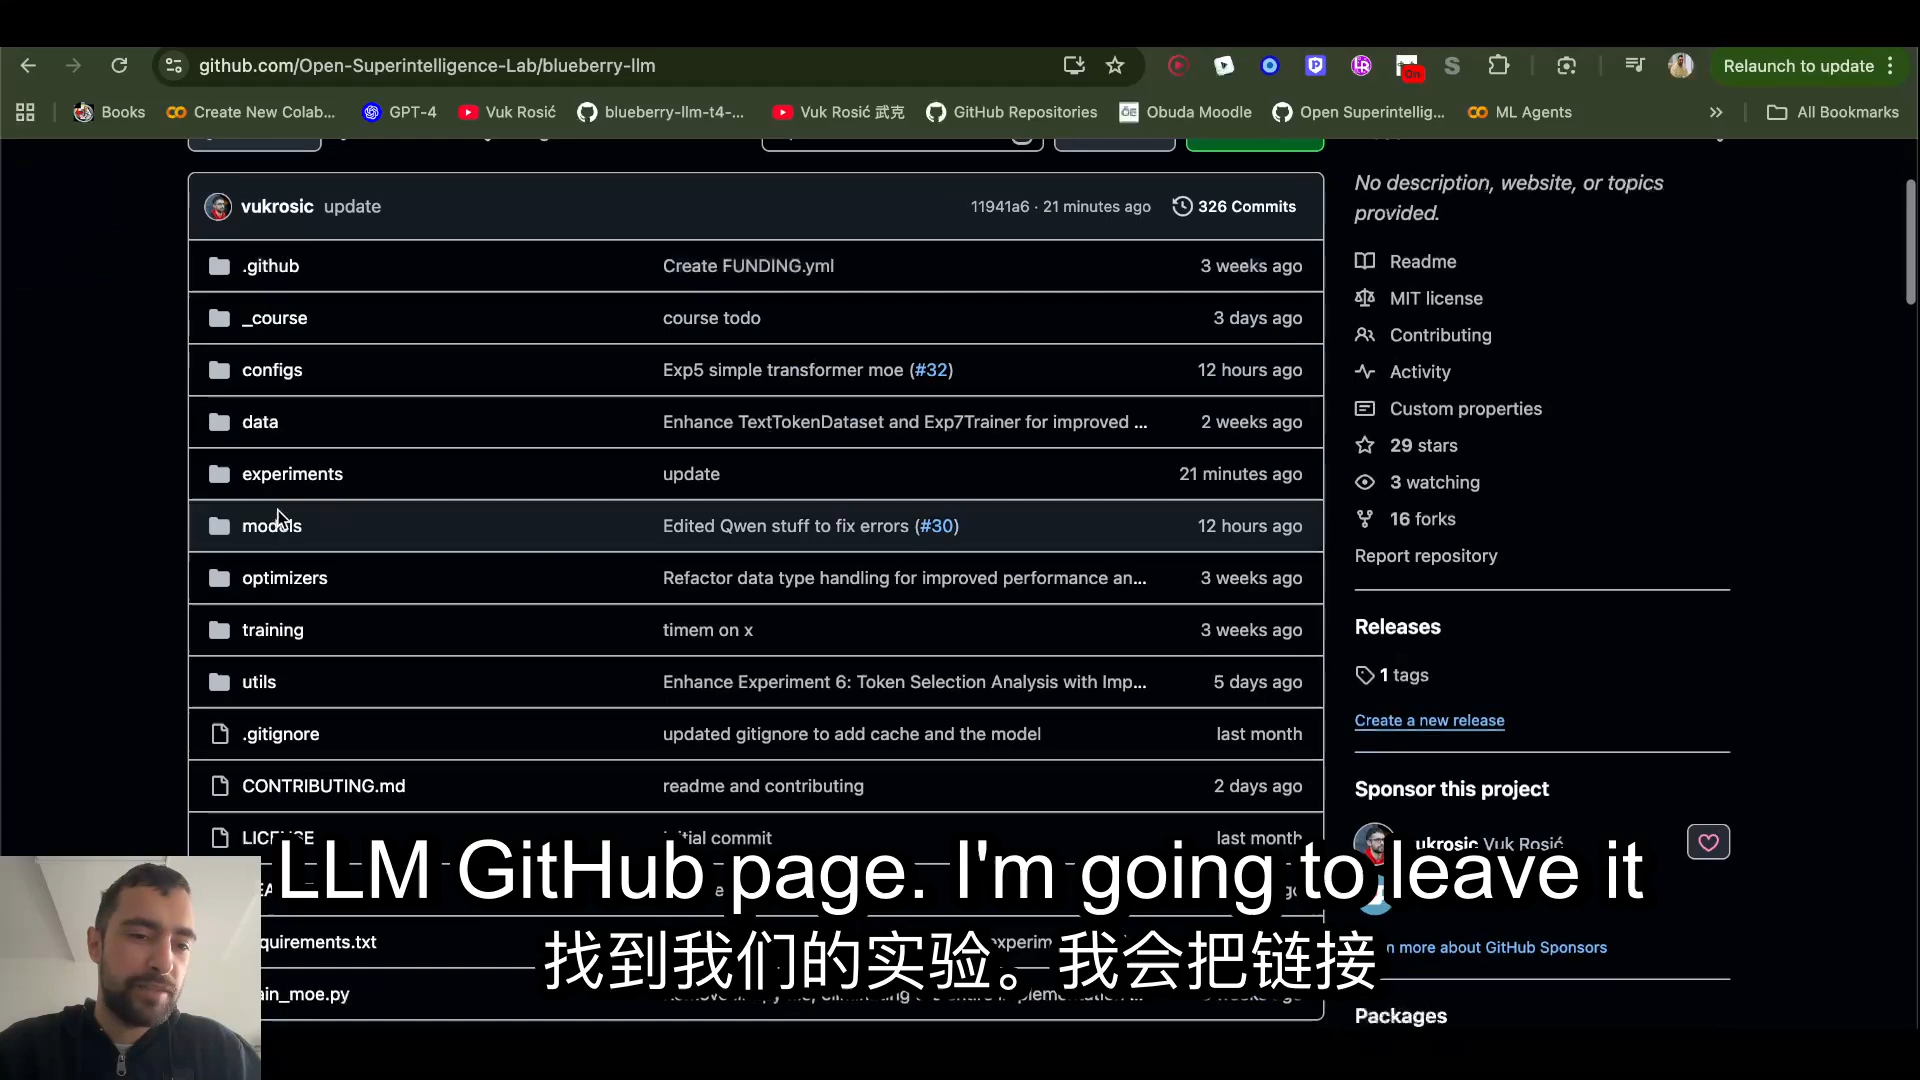 github.com/Open-Superintelligence-Lab/blueberry-llm
On
Relaunch to update
Books
Create New Colab...
GPT-4
Vuk Rosić
blueberry-llm-t4-...
Vuk Rosić 武克
GitHub Repositories
Obuda Moodle
Open Superintellig...
ML Agents
All Bookmarks
No description, website, or topics
provided.
vukrosic update 11941a6 · 21 minutes ago 326 Commits
.github Create FUNDING.yml 3 weeks ago
_course course todo 3 days ago
configs Exp5 simple transformer moe (#32) 12 hours ago
data Enhance TextTokenDataset and Exp7Trainer for improved ... 2 weeks ago
experiments update 21 minutes ago
models Edited Qwen stuff to fix errors (#30) 12 hours ago
optimizers Refactor data type handling for improved performance an... 3 weeks ago
training timem on x 3 weeks ago
utils Enhance Experiment 6: Token Selection Analysis with Imp... 5 days ago
.gitignore updated gitignore to add cache and the model last month
CONTRIBUTING.md readme and contributing 2 days ago
LICENSE initial commit last month
quirements.txt experim
ain_moe.py
Readme
MIT license
Contributing
Activity
Custom properties
29 stars
3 watching
16 forks
Report repository
Releases
1 tags
Create a new release
Sponsor this project
ukrosic Vuk Rosić
n more about GitHub Sponsors
Packages
LLM GitHub page. I'm going to leave it
找到我们的实验。我会把链接